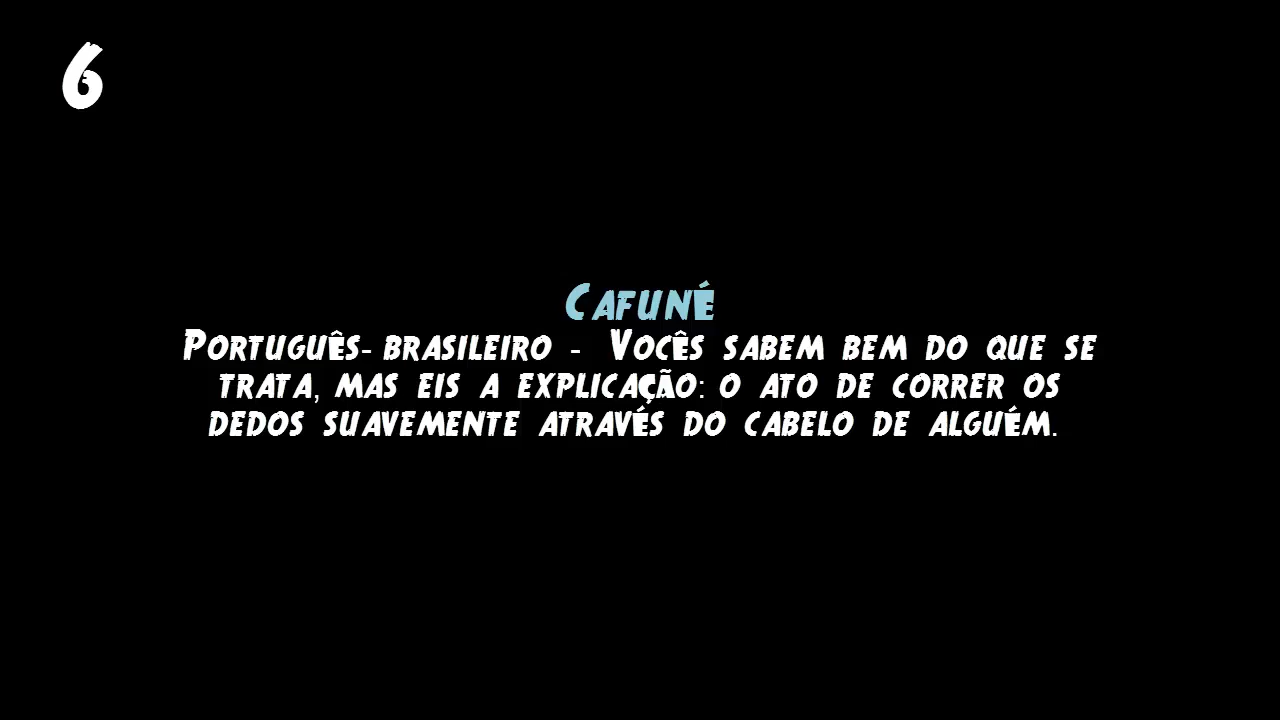 6
Cafuné
Português- brasileiro - Vocês sabem bem do que se
trata, mas eis a explicação: o ato de correr os
dedos suavemente através do cabelo de alguém.